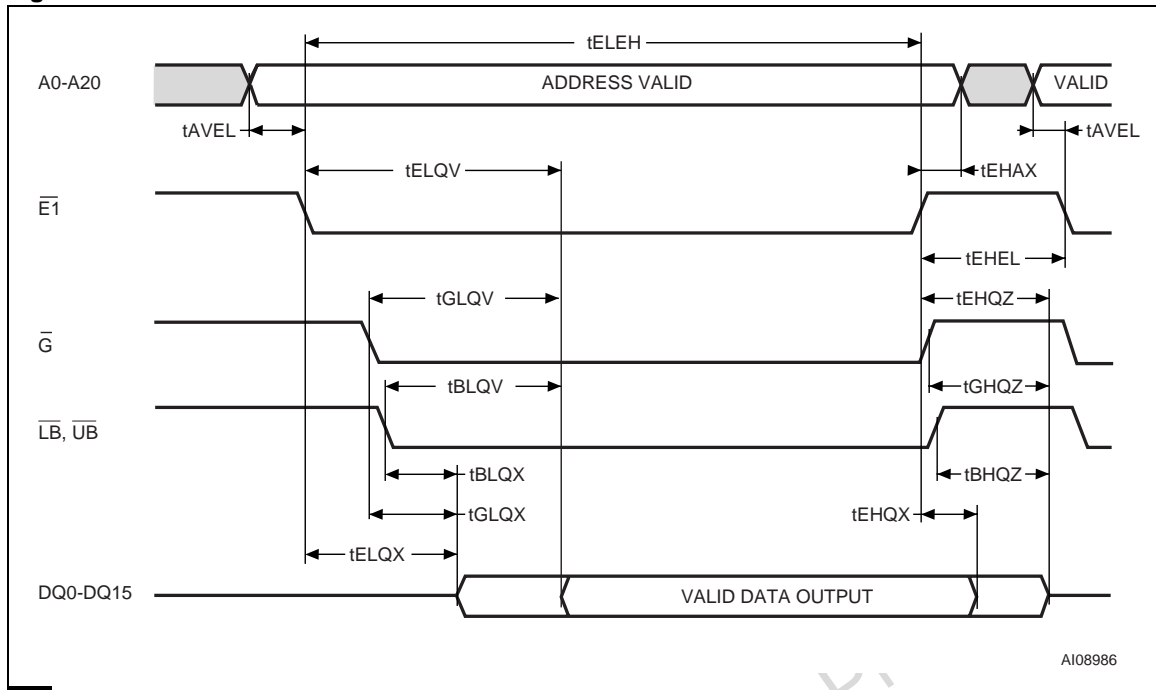 tELEH
A0-A20 ADDRESS VALID VALID
tAVEL tAVEL
tELQV tEHAX
E1
tEHEL
tGLQV tEHQZ
G
tBLQV tGHQZ
LB, UB
tBLQX tBHQZ
tGLQX tEHQX
tELQX
DQ0-DQ15 VALID DATA OUTPUT
AI08986